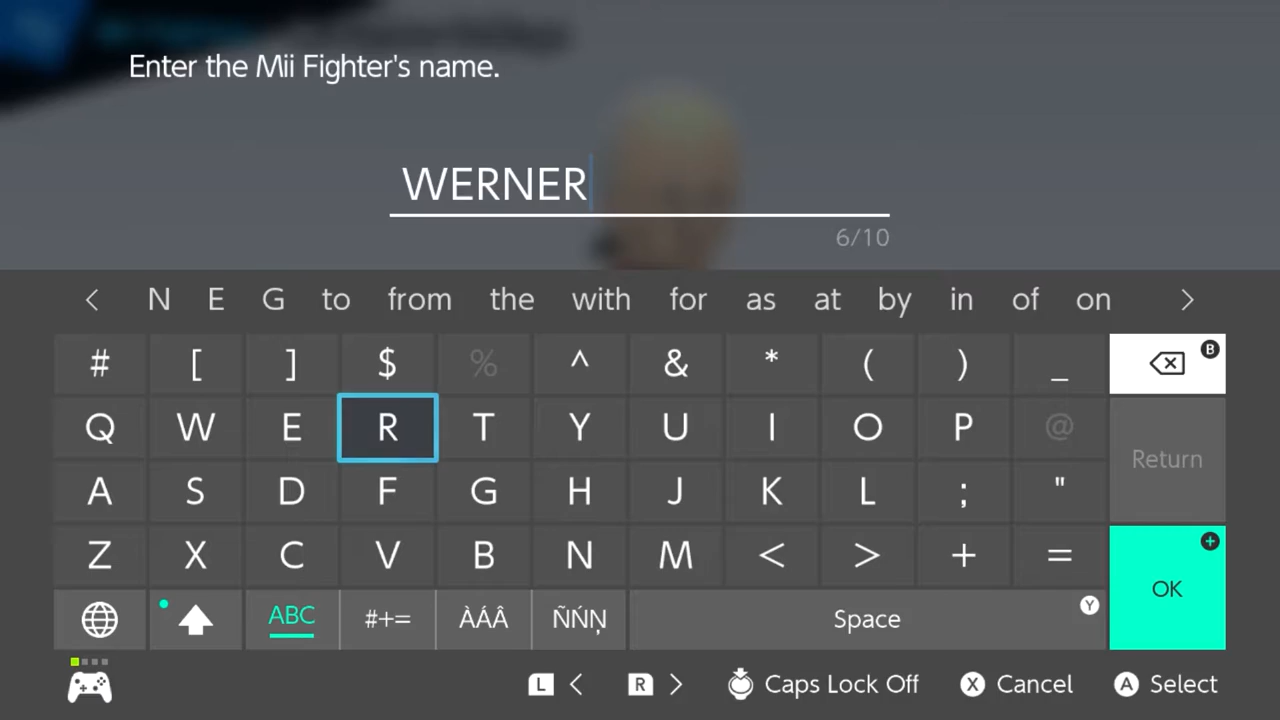 Enter the Mii Fighter's name.
WERNER
6/10
< N E G to from the with for as at by in of on >
# [ ] $ % ^ & * ( ) _ B
Q W E R T Y U I O P @ Return
A S D F G H J K L ; "
Z X C V B N M < > + = + OK
ABC #+= ÀÁÂ ÑŃŅ Space Y
L < R > Caps Lock Off X Cancel A Select